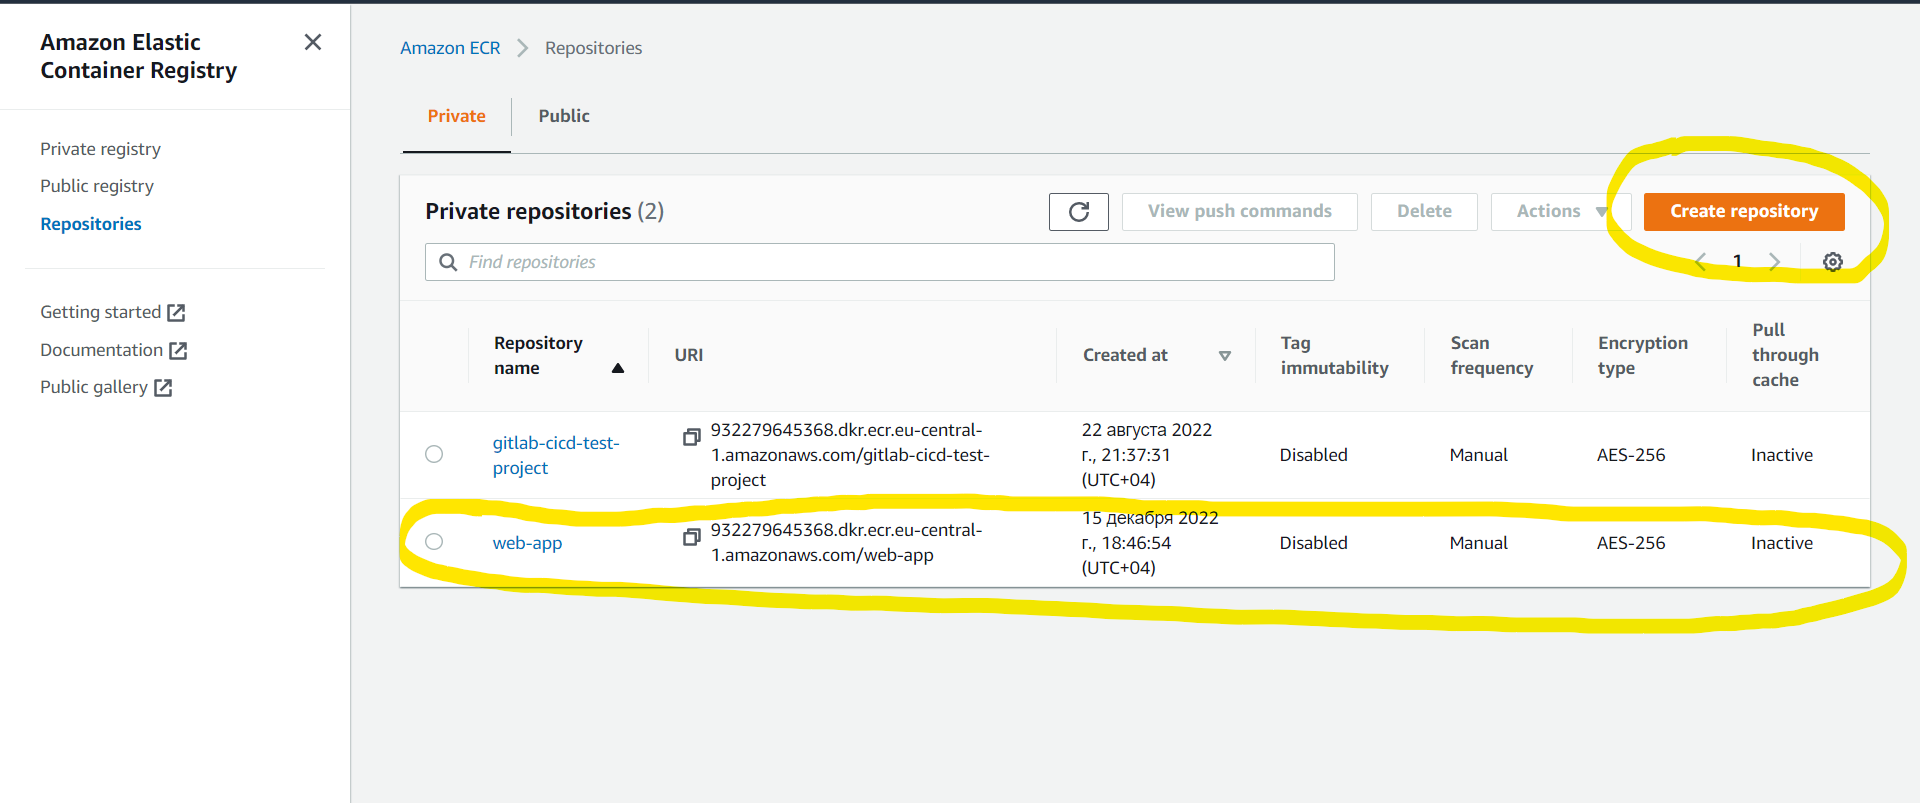 Amazon Elastic
Container Registry
Private registry
Public registry
Repositories
Getting started
Documentation
Public gallery
Amazon ECR
Repositories
Private
Public
Private repositories (2)
View push commands
Delete
Actions
Create repository
Find repositories
1
Repository
name
URI
Created at
Tag
immutability
Scan
frequency
Encryption
type
Pull
through
cache
gitlab-cicd-test-
project
932279645368.dkr.ecr.eu-central-
1.amazonaws.com/gitlab-cicd-test-
project
22 августа 2022
г., 21:37:31
(UTC+04)
Disabled
Manual
AES-256
Inactive
web-app
932279645368.dkr.ecr.eu-central-
1.amazonaws.com/web-app
15 декабря 2022
г., 18:46:54
(UTC+04)
Disabled
Manual
AES-256
Inactive